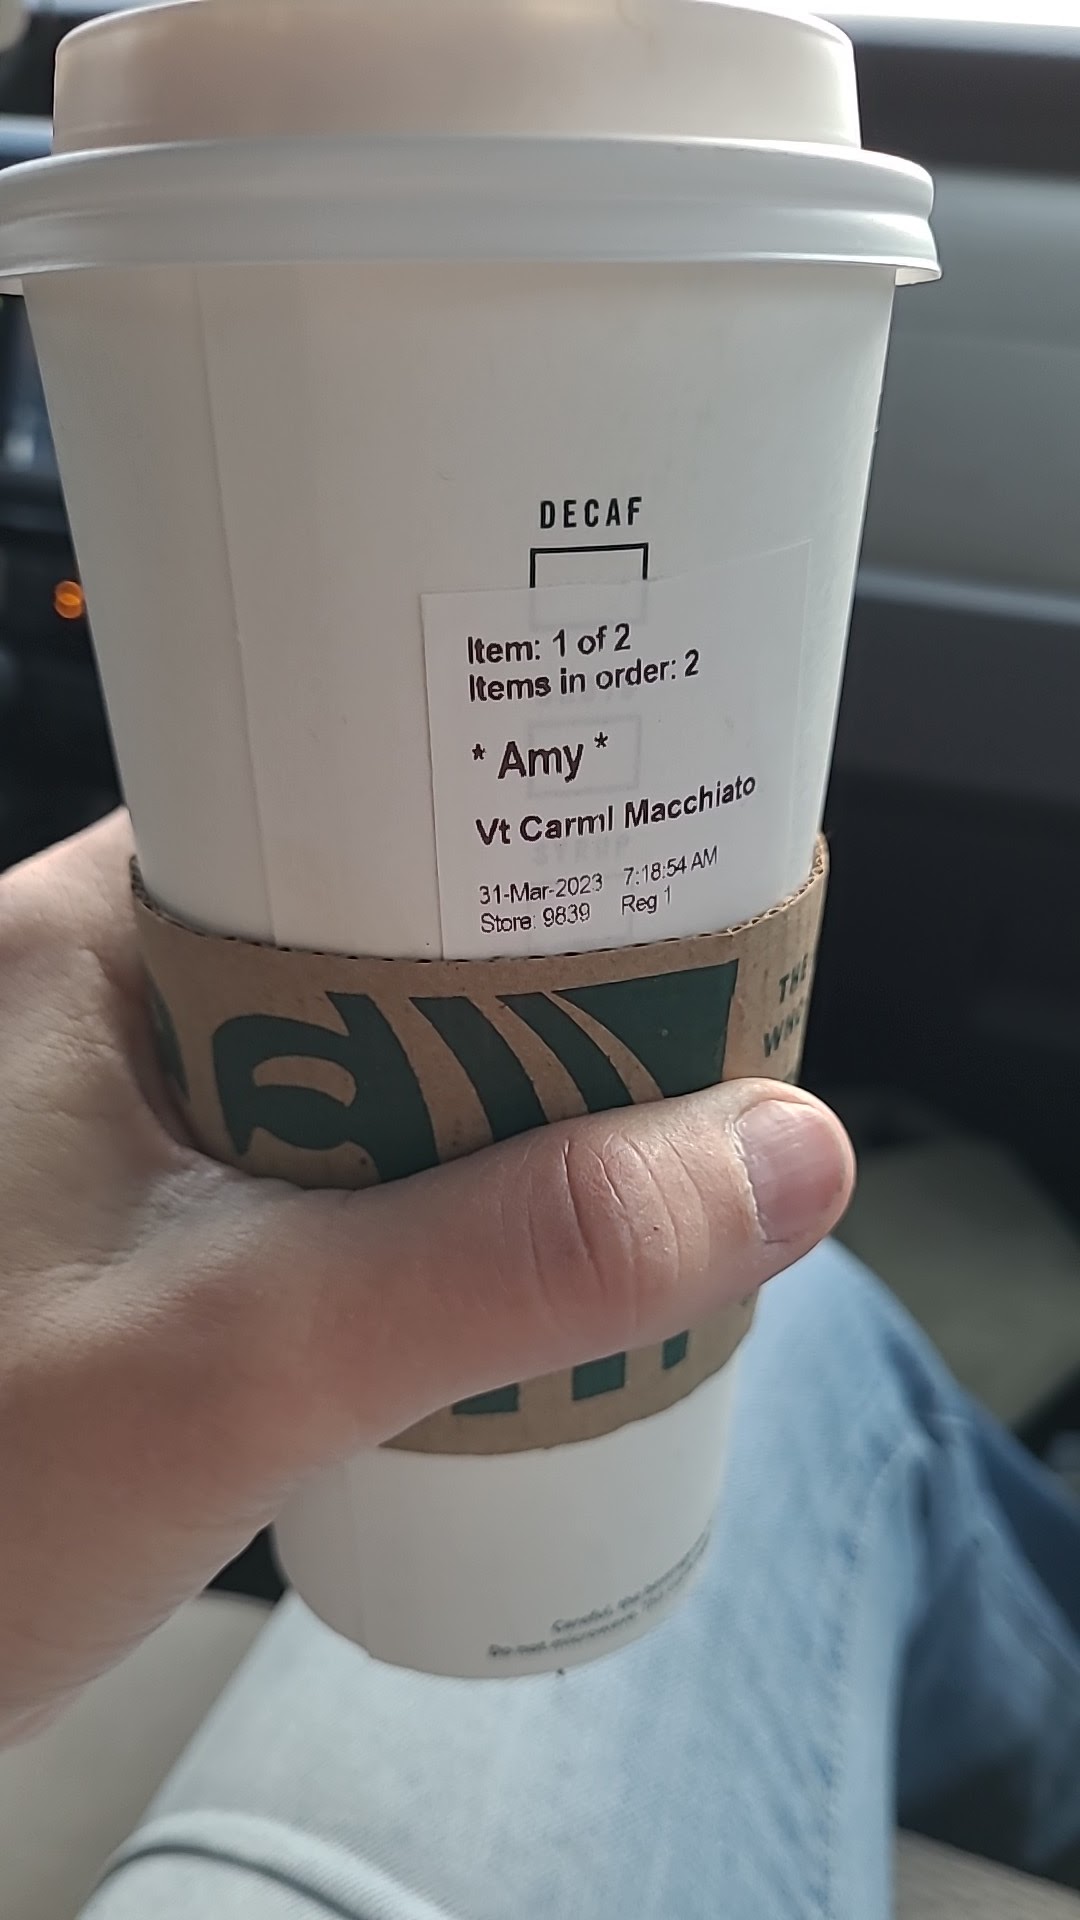 DECAF
Item: 1 of 2
Items in order: 2
* Amy *
Vt Carml Macchiato
31-Mar-2023 7:18:54 AM
Store: 9839 Reg 1
THE